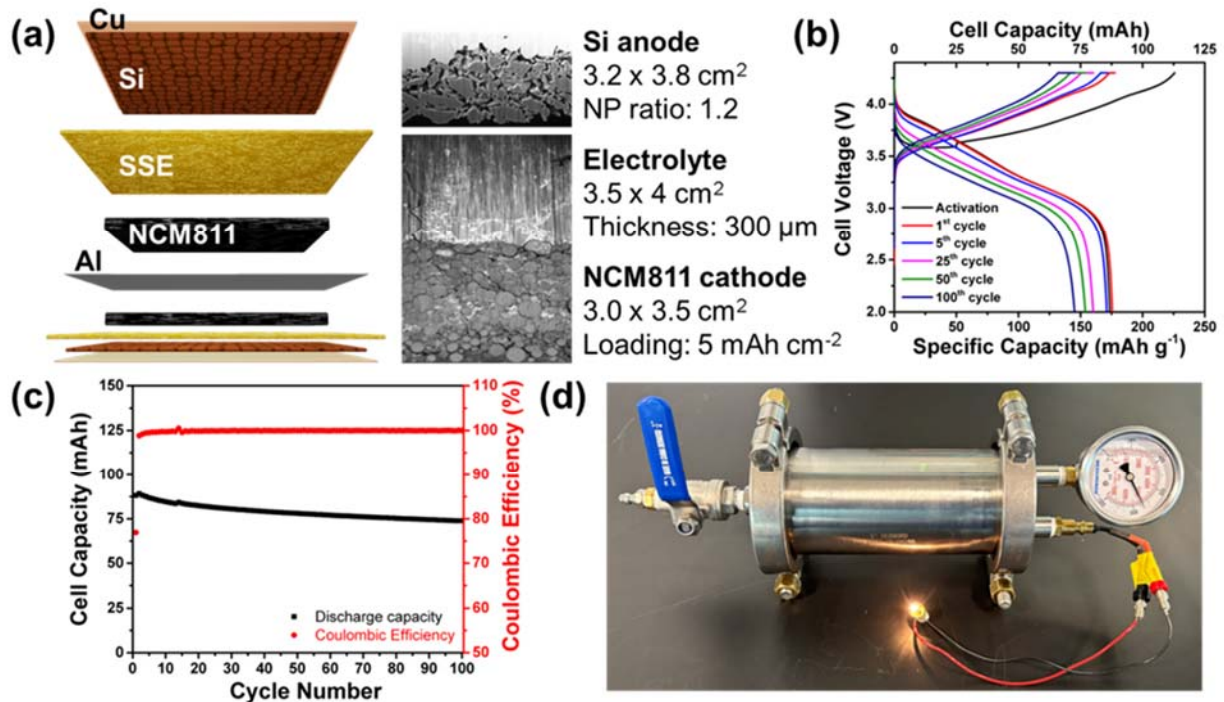 (a)
Cu
Si
SSE
NCM811
Al
Si anode
3.2 x 3.8 cm²
NP ratio: 1.2
Electrolyte
3.5 x 4 cm²
Thickness: 300 µm
NCM811 cathode
3.0 x 3.5 cm²
Loading: 5 mAh cm⁻²
(b)
Cell Capacity (mAh)
0 25 50 75 100 125
Cell Voltage (V)
4.0
3.5
3.0
2.5
2.0
Activation
1ˢᵗ cycle
5ᵗʰ cycle
25ᵗʰ cycle
50ᵗʰ cycle
100ᵗʰ cycle
0 50 100 150 200 250
Specific Capacity (mAh g⁻¹)
(c)
Cell Capacity (mAh)
150
125
100
75
50
25
0
110
100
90
80
70
60
50
Coulombic Efficiency (%)
Discharge capacity
Coulombic Efficiency
0 10 20 30 40 50 60 70 80 90 100
Cycle Number
(d)